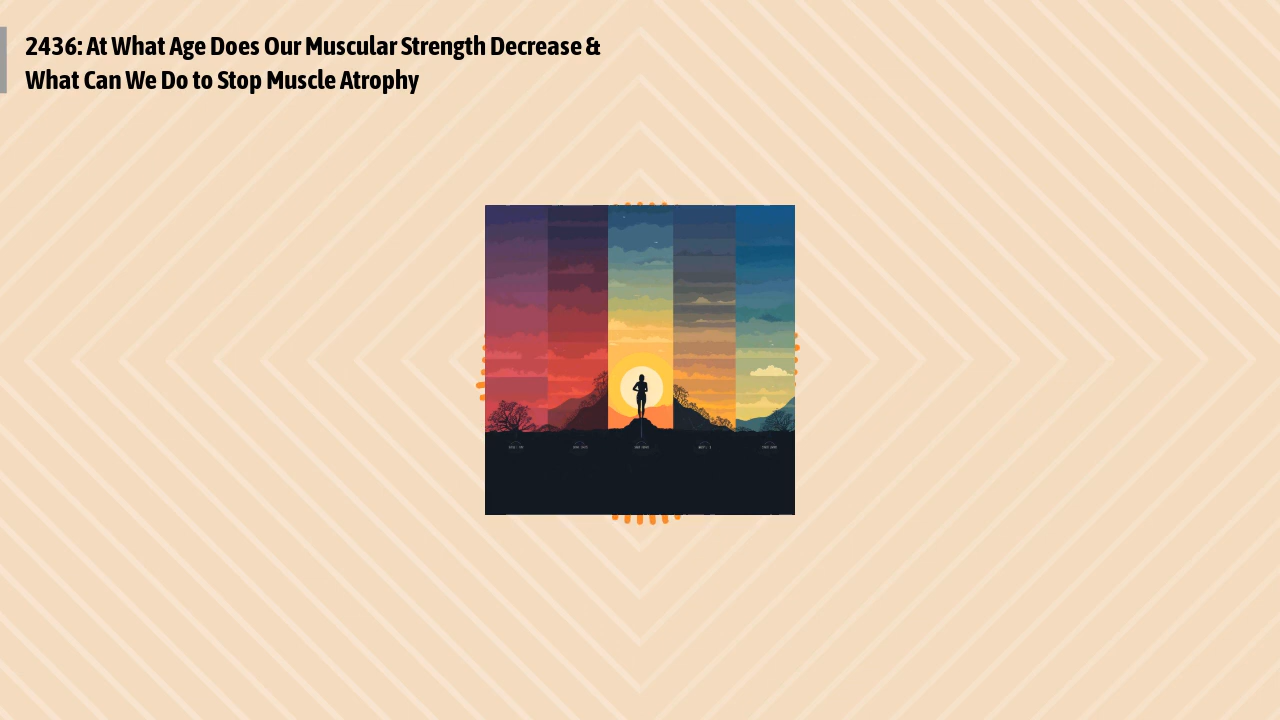 2436: At What Age Does Our Muscular Strength Decrease &
What Can We Do to Stop Muscle Atrophy